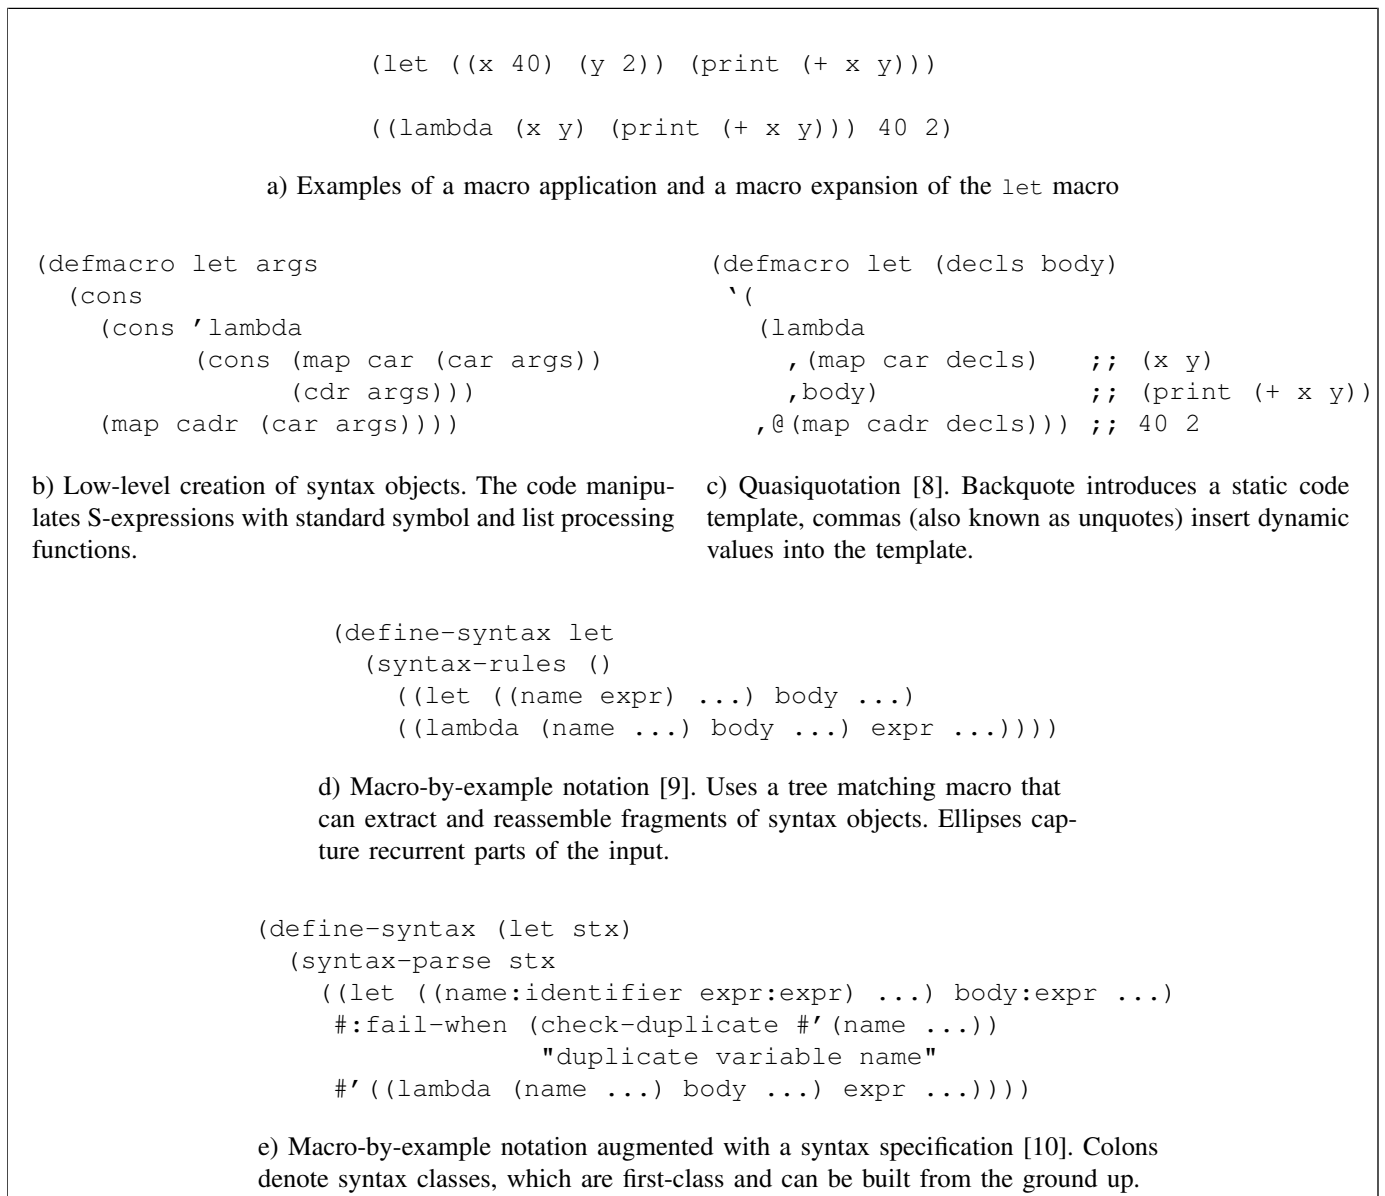 (let ((x 40) (y 2)) (print (+ x y)))
((lambda (x y) (print (+ x y))) 40 2)
a) Examples of a macro application and a macro expansion of the let macro
(defmacro let args
(cons
(cons ’lambda
(cons (map car (car args))
(cdr args)))
(map cadr (car args))))
b) Low-level creation of syntax objects. The code manipu-
lates S-expressions with standard symbol and list processing
functions.
(defmacro let (decls body)
‘(
(lambda
,(map car decls) ;; (x y)
,body) ;; (print (+ x y))
,@(map cadr decls))) ;; 40 2
c) Quasiquotation [8]. Backquote introduces a static code
template, commas (also known as unquotes) insert dynamic
values into the template.
(define-syntax let
(syntax-rules ()
((let ((name expr) ...) body ...)
((lambda (name ...) body ...) expr ...))))
d) Macro-by-example notation [9]. Uses a tree matching macro that
can extract and reassemble fragments of syntax objects. Ellipses cap-
ture recurrent parts of the input.
(define-syntax (let stx)
(syntax-parse stx
((let ((name:identifier expr:expr) ...) body:expr ...)
#:fail-when (check-duplicate #’(name ...))
"duplicate variable name"
#’((lambda (name ...) body ...) expr ...))))
e) Macro-by-example notation augmented with a syntax specification [10]. Colons
denote syntax classes, which are first-class and can be built from the ground up.